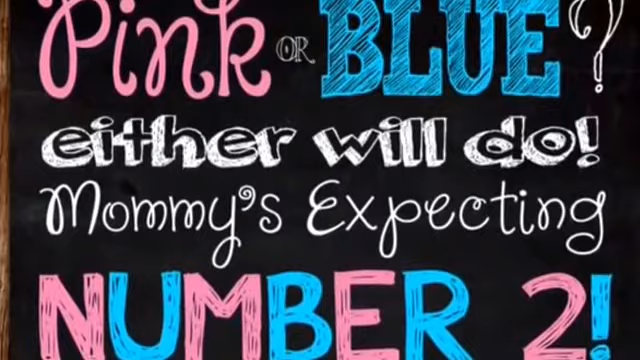 Pink OR BLUE?
either will do!
Mommy's Expecting
NUMBER 2!